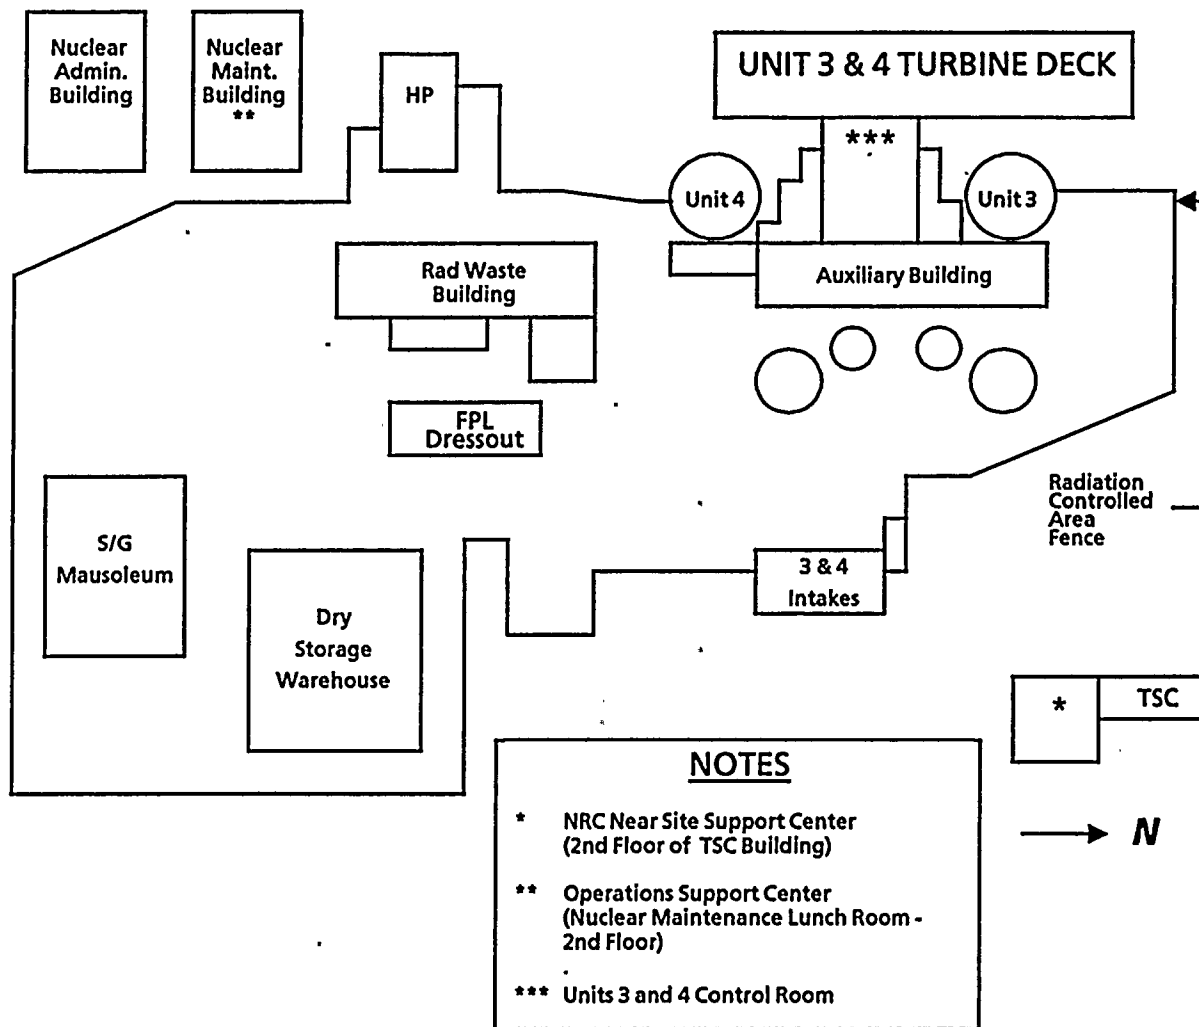 Nuclear
Admin.
Building
Nuclear
Maint.
Building
**
HP
UNIT 3 & 4 TURBINE DECK
***
Unit 4
Unit 3
Rad Waste
Building
Auxiliary Building
FPL
Dressout
Radiation
Controlled
Area
Fence
S/G
Mausoleum
Dry
Storage
Warehouse
3 & 4
Intakes
*
TSC
N
NOTES
* NRC Near Site Support Center
(2nd Floor of TSC Building)
** Operations Support Center
(Nuclear Maintenance Lunch Room -
2nd Floor)
*** Units 3 and 4 Control Room